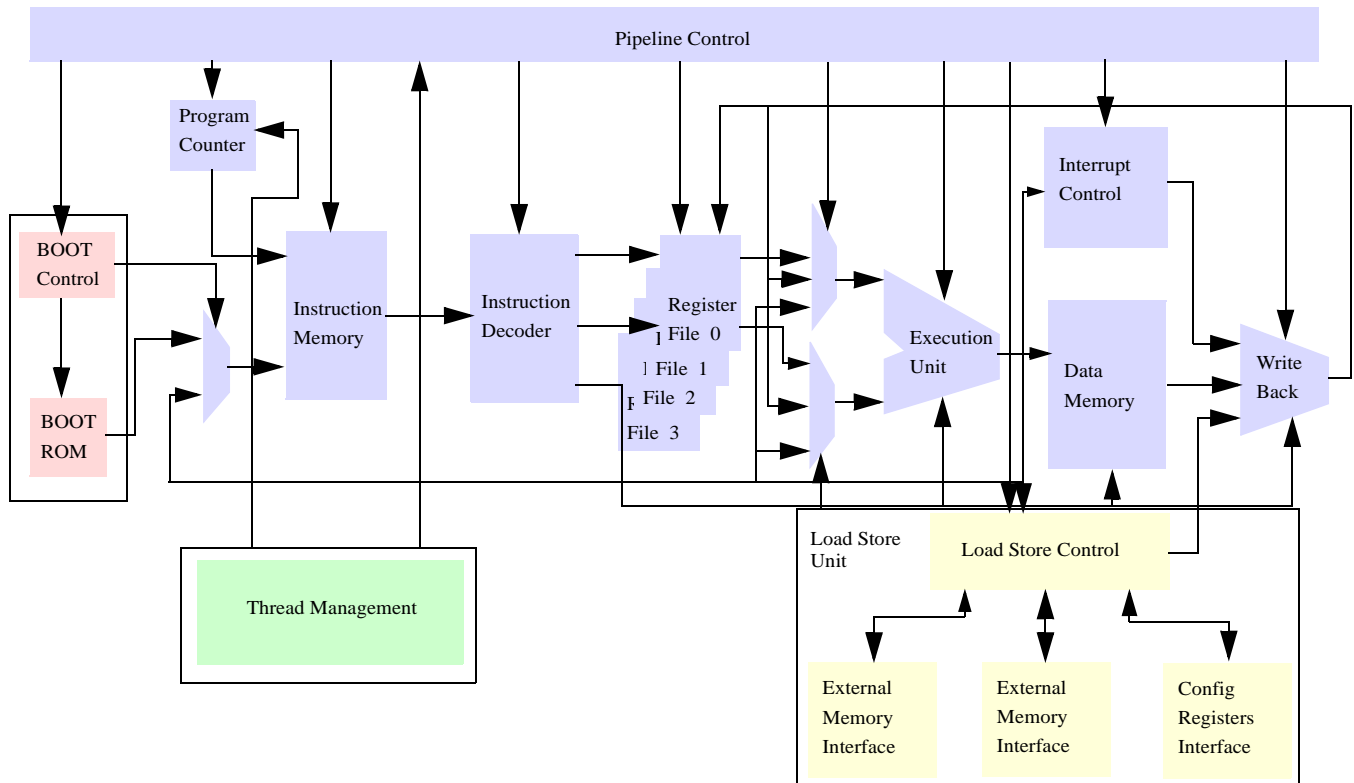 Pipeline Control
Program
Counter
Interrupt
Control
BOOT
Control
Instruction
Memory
Instruction
Decoder
Register
File 0
File 1
File 2
File 3
Execution
Unit
Data
Memory
Write
Back
BOOT
ROM
Load Store
Unit
Load Store Control
Thread Management
External
Memory
Interface
External
Memory
Interface
Config
Registers
Interface